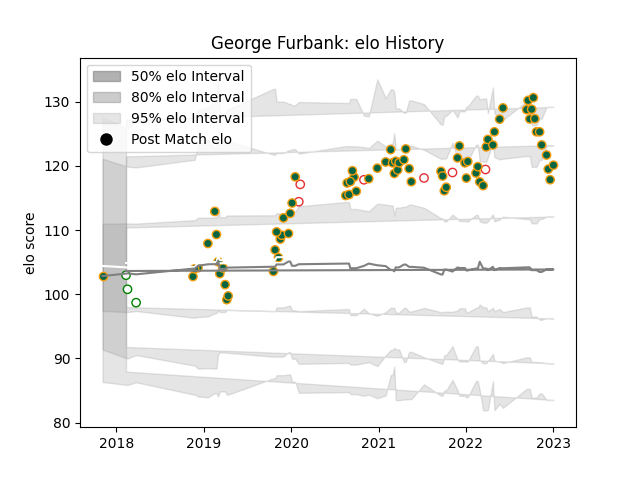 George Furbank: elo History
50% elo Interval
80% elo Interval
95% elo Interval
Post Match elo
elo score
130
120
110
100
90
80
2018 2019 2020 2021 2022 2023